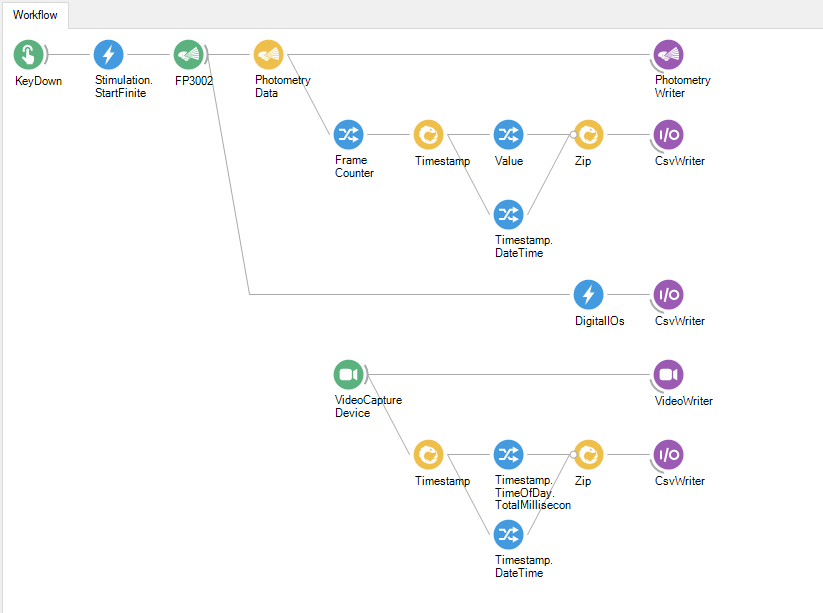 Workflow
KeyDown
Stimulation.
StartFinite
FP3002
Photometry
Data
Photometry
Writer
Frame
Counter
Timestamp
Value
Zip
I/O
CsvWriter
Timestamp.
DateTime
DigitalIOs
I/O
CsvWriter
VideoCapture
Device
VideoWriter
Timestamp
Timestamp.
TimeOfDay.
TotalMillisecon
Zip
I/O
CsvWriter
Timestamp.
DateTime